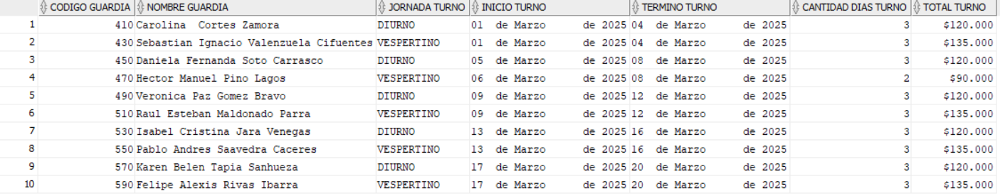 CODIGO GUARDIA NOMBRE GUARDIA JORNADA TURNO INICIO TURNO TERMINO TURNO CANTIDAD DIAS TURNO TOTAL TURNO
1 410 Carolina  Cortes Zamora DIURNO 01  de Marzo      de 2025 04  de Marzo      de 2025 3 $120.000
2 430 Sebastian Ignacio Valenzuela Cifuentes VESPERTINO 01  de Marzo      de 2025 04  de Marzo      de 2025 3 $135.000
3 450 Daniela Fernanda Soto Carrasco DIURNO 05  de Marzo      de 2025 08  de Marzo      de 2025 3 $120.000
4 470 Hector Manuel Pino Lagos VESPERTINO 06  de Marzo      de 2025 08  de Marzo      de 2025 2 $90.000
5 490 Veronica Paz Gomez Bravo DIURNO 09  de Marzo      de 2025 12  de Marzo      de 2025 3 $120.000
6 510 Raul Esteban Maldonado Parra VESPERTINO 09  de Marzo      de 2025 12  de Marzo      de 2025 3 $135.000
7 530 Isabel Cristina Jara Venegas DIURNO 13  de Marzo      de 2025 16  de Marzo      de 2025 3 $120.000
8 550 Pablo Andres Saavedra Caceres VESPERTINO 13  de Marzo      de 2025 16  de Marzo      de 2025 3 $135.000
9 570 Karen Belen Tapia Sanhueza DIURNO 17  de Marzo      de 2025 20  de Marzo      de 2025 3 $120.000
10 590 Felipe Alexis Rivas Ibarra VESPERTINO 17  de Marzo      de 2025 20  de Marzo      de 2025 3 $135.000